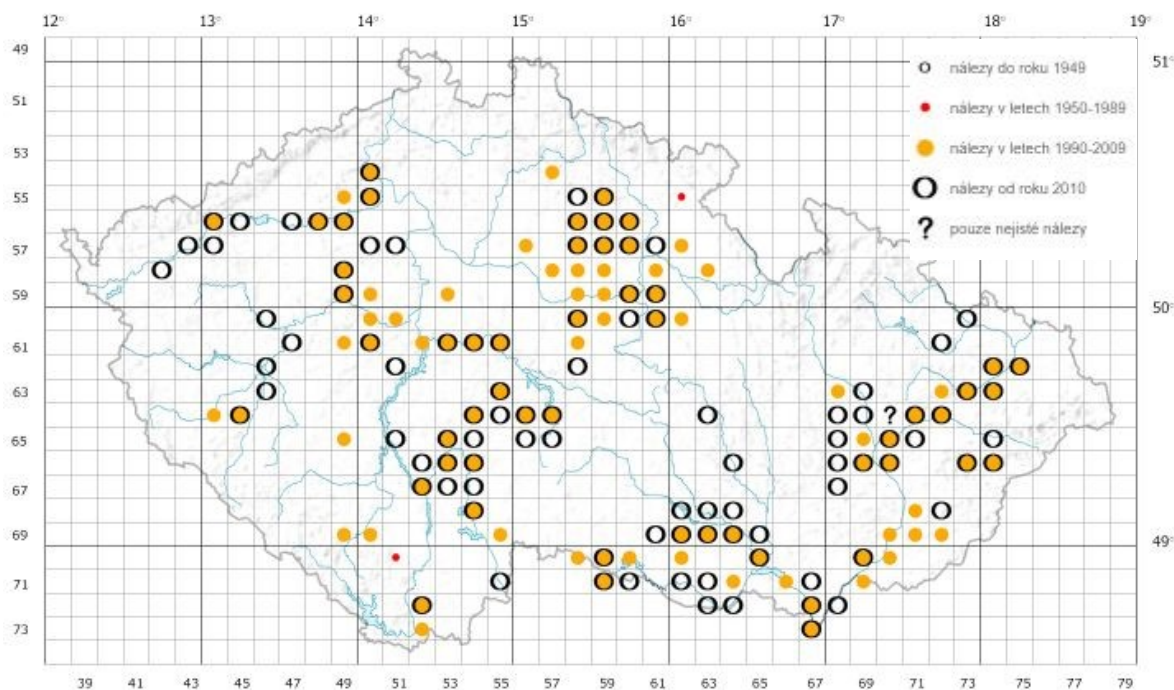 12° 13° 14° 15° 16° 17° 18° 19°
49
51°
nálezy do roku 1949
51
nálezy v letech 1950-1989
53
nálezy v letech 1990-2009
55
nálezy od roku 2010
57
? pouze nejisté nálezy
59
50°
61
63
?
65
67
69
49°
71
73
39 41 43 45 47 49 51 53 55 57 59 61 63 65 67 69 71 73 75 77 79